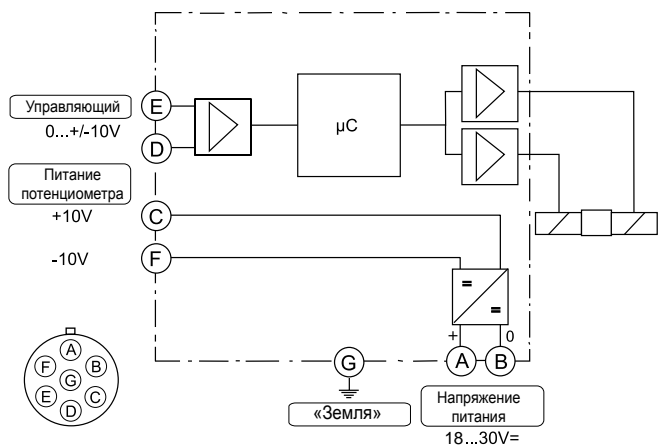 Управляющий
0...+/-10V
E
D
µC
Питание
потенциометра
+10V
C
-10V
F
=
=
+
0
A
B
G
«Земля»
Напряжение
питания
18...30V=
A
F
B
G
E
C
D